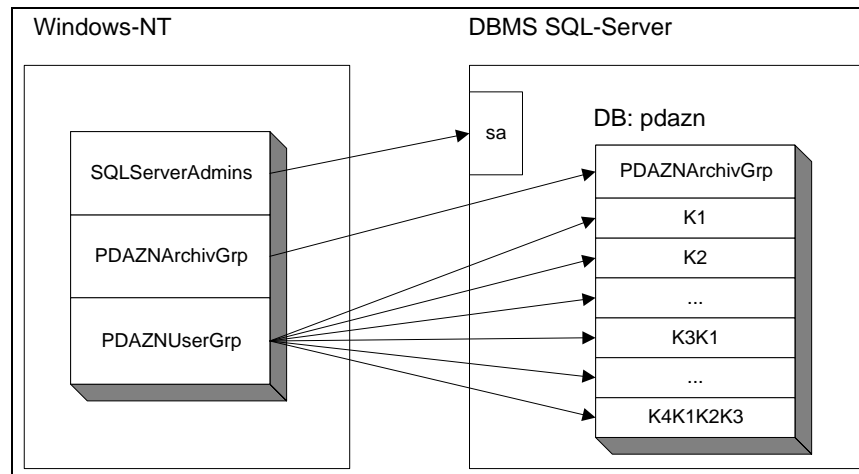 Windows-NT
DBMS SQL-Server
SQLServerAdmins
PDAZNArchivGrp
PDAZNUserGrp
sa
DB: pdazn
PDAZNArchivGrp
K1
K2
...
K3K1
...
K4K1K2K3